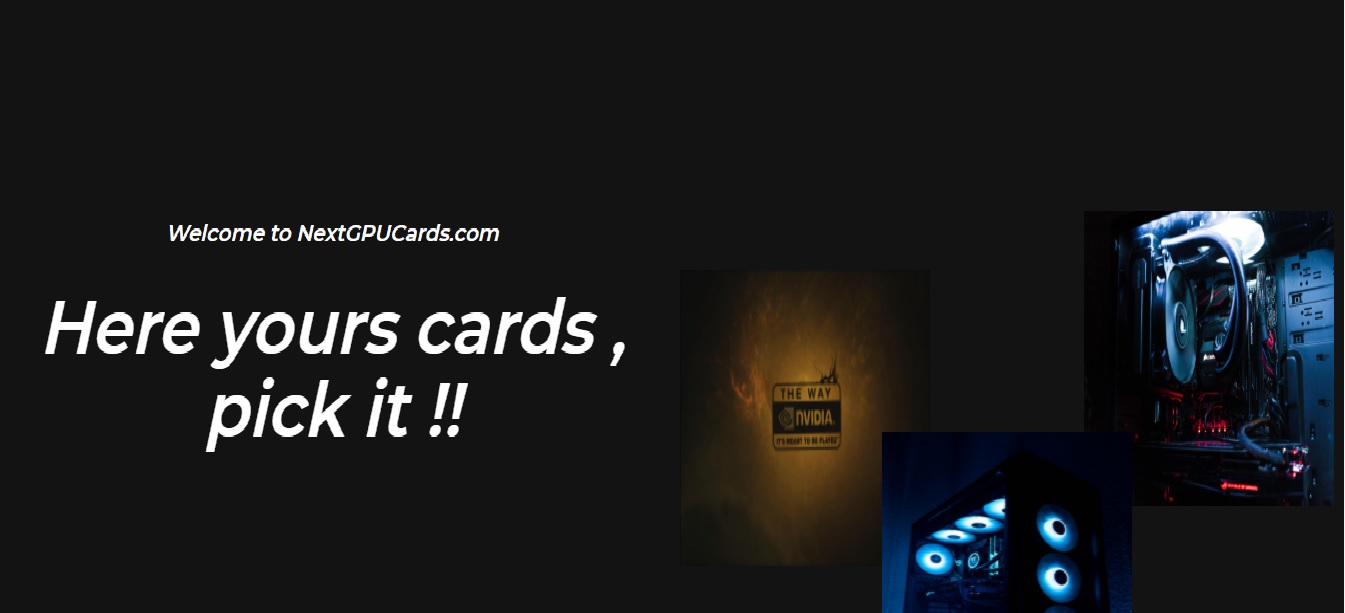 Welcome to NextGPUCards.com
Here yours cards ,
pick it !!
THE WAY
NVIDIA.
IT'S MEANT TO BE PLAYED